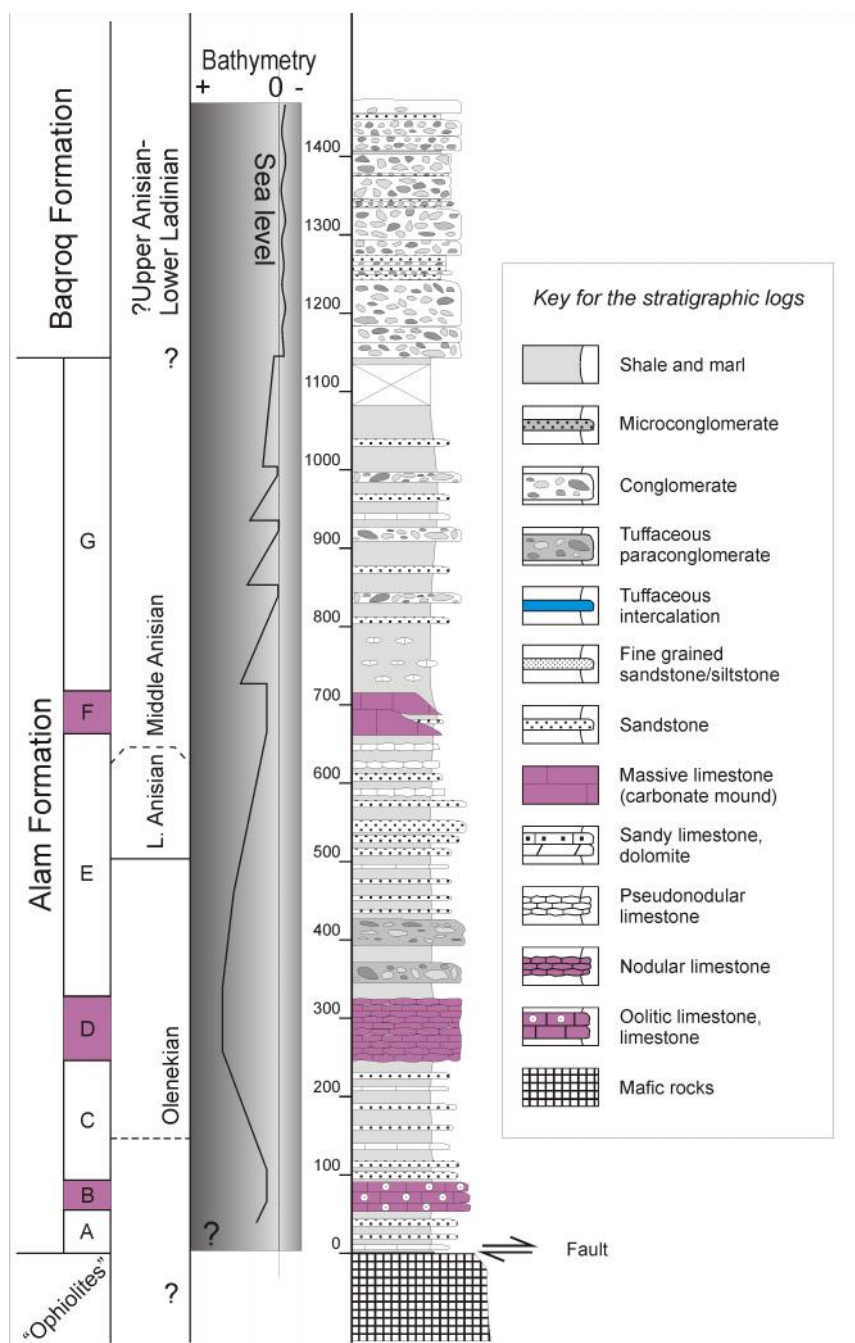 Bathymetry
+ 0 -
Sea level
Baqroq Formation
Alam Formation
"Ophiolites"
G
F
E
D
C
B
A
?Upper Anisian-
Lower Ladinian
?
Middle Anisian
L. Anisian
Olenekian
?
?
1400
1300
1200
1100
1000
900
800
700
600
500
400
300
200
100
0
Fault
Key for the stratigraphic logs
Shale and marl
Microconglomerate
Conglomerate
Tuffaceous
paraconglomerate
Tuffaceous
intercalation
Fine grained
sandstone/siltstone
Sandstone
Massive limestone
(carbonate mound)
Sandy limestone,
dolomite
Pseudonodular
limestone
Nodular limestone
Oolitic limestone,
limestone
Mafic rocks